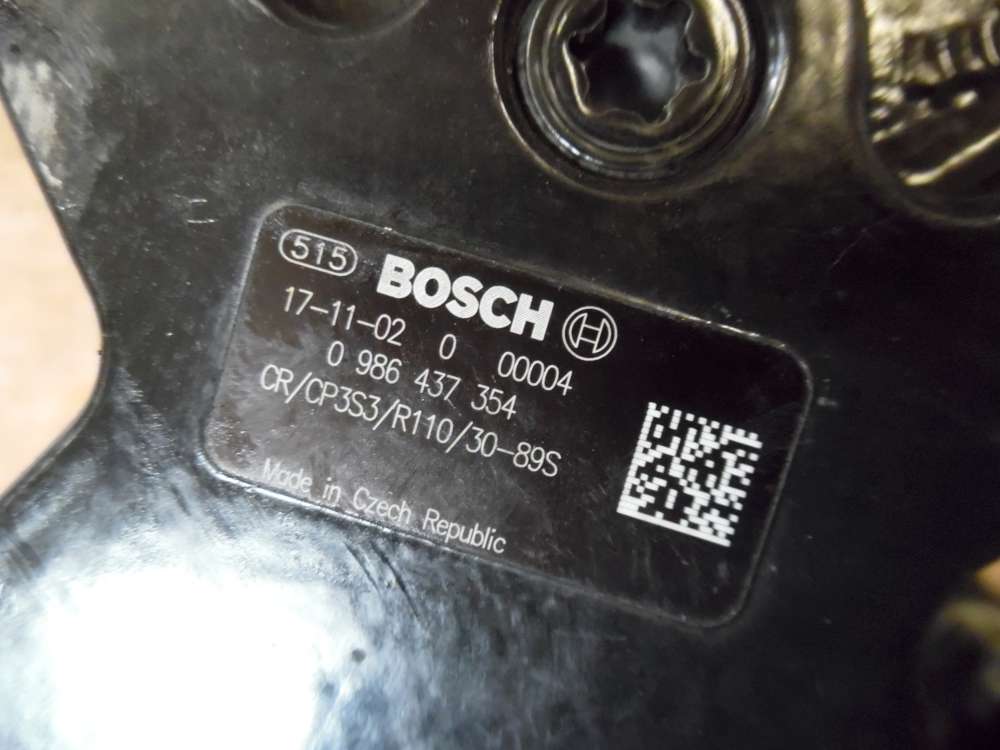 515 BOSCH
17-11-02 0 00004
0 986 437 354
CR/CP3S3/R110/30-89S
Made in Czech Republic